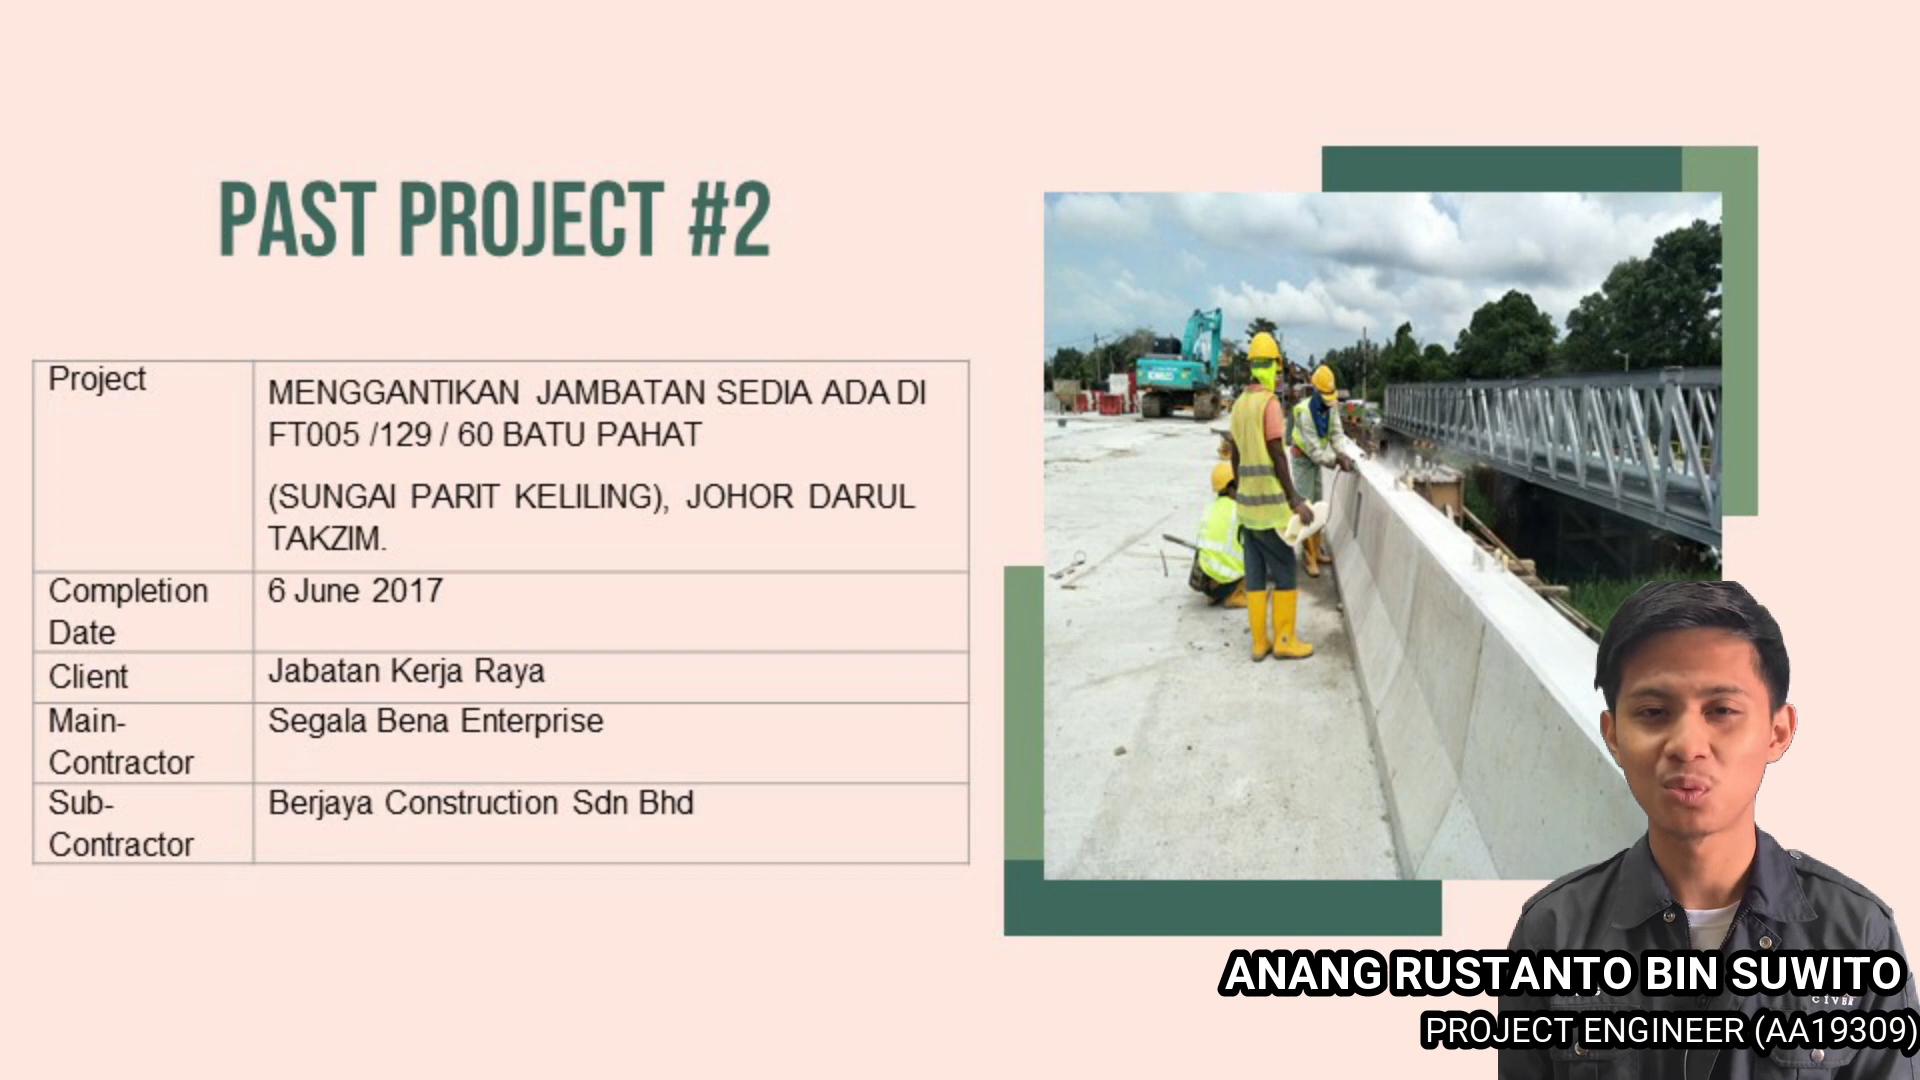 PAST PROJECT #2
Project
MENGGANTIKAN JAMBATAN SEDIA ADA DI
FT005 /129 / 60 BATU PAHAT
(SUNGAI PARIT KELILING), JOHOR DARUL
TAKZIM.
Completion
Date
6 June 2017
Client
Jabatan Kerja Raya
Main-
Contractor
Segala Bena Enterprise
Sub-
Contractor
Berjaya Construction Sdn Bhd
ANANG RUSTANTO BIN SUWITO
PROJECT ENGINEER (AA19309)